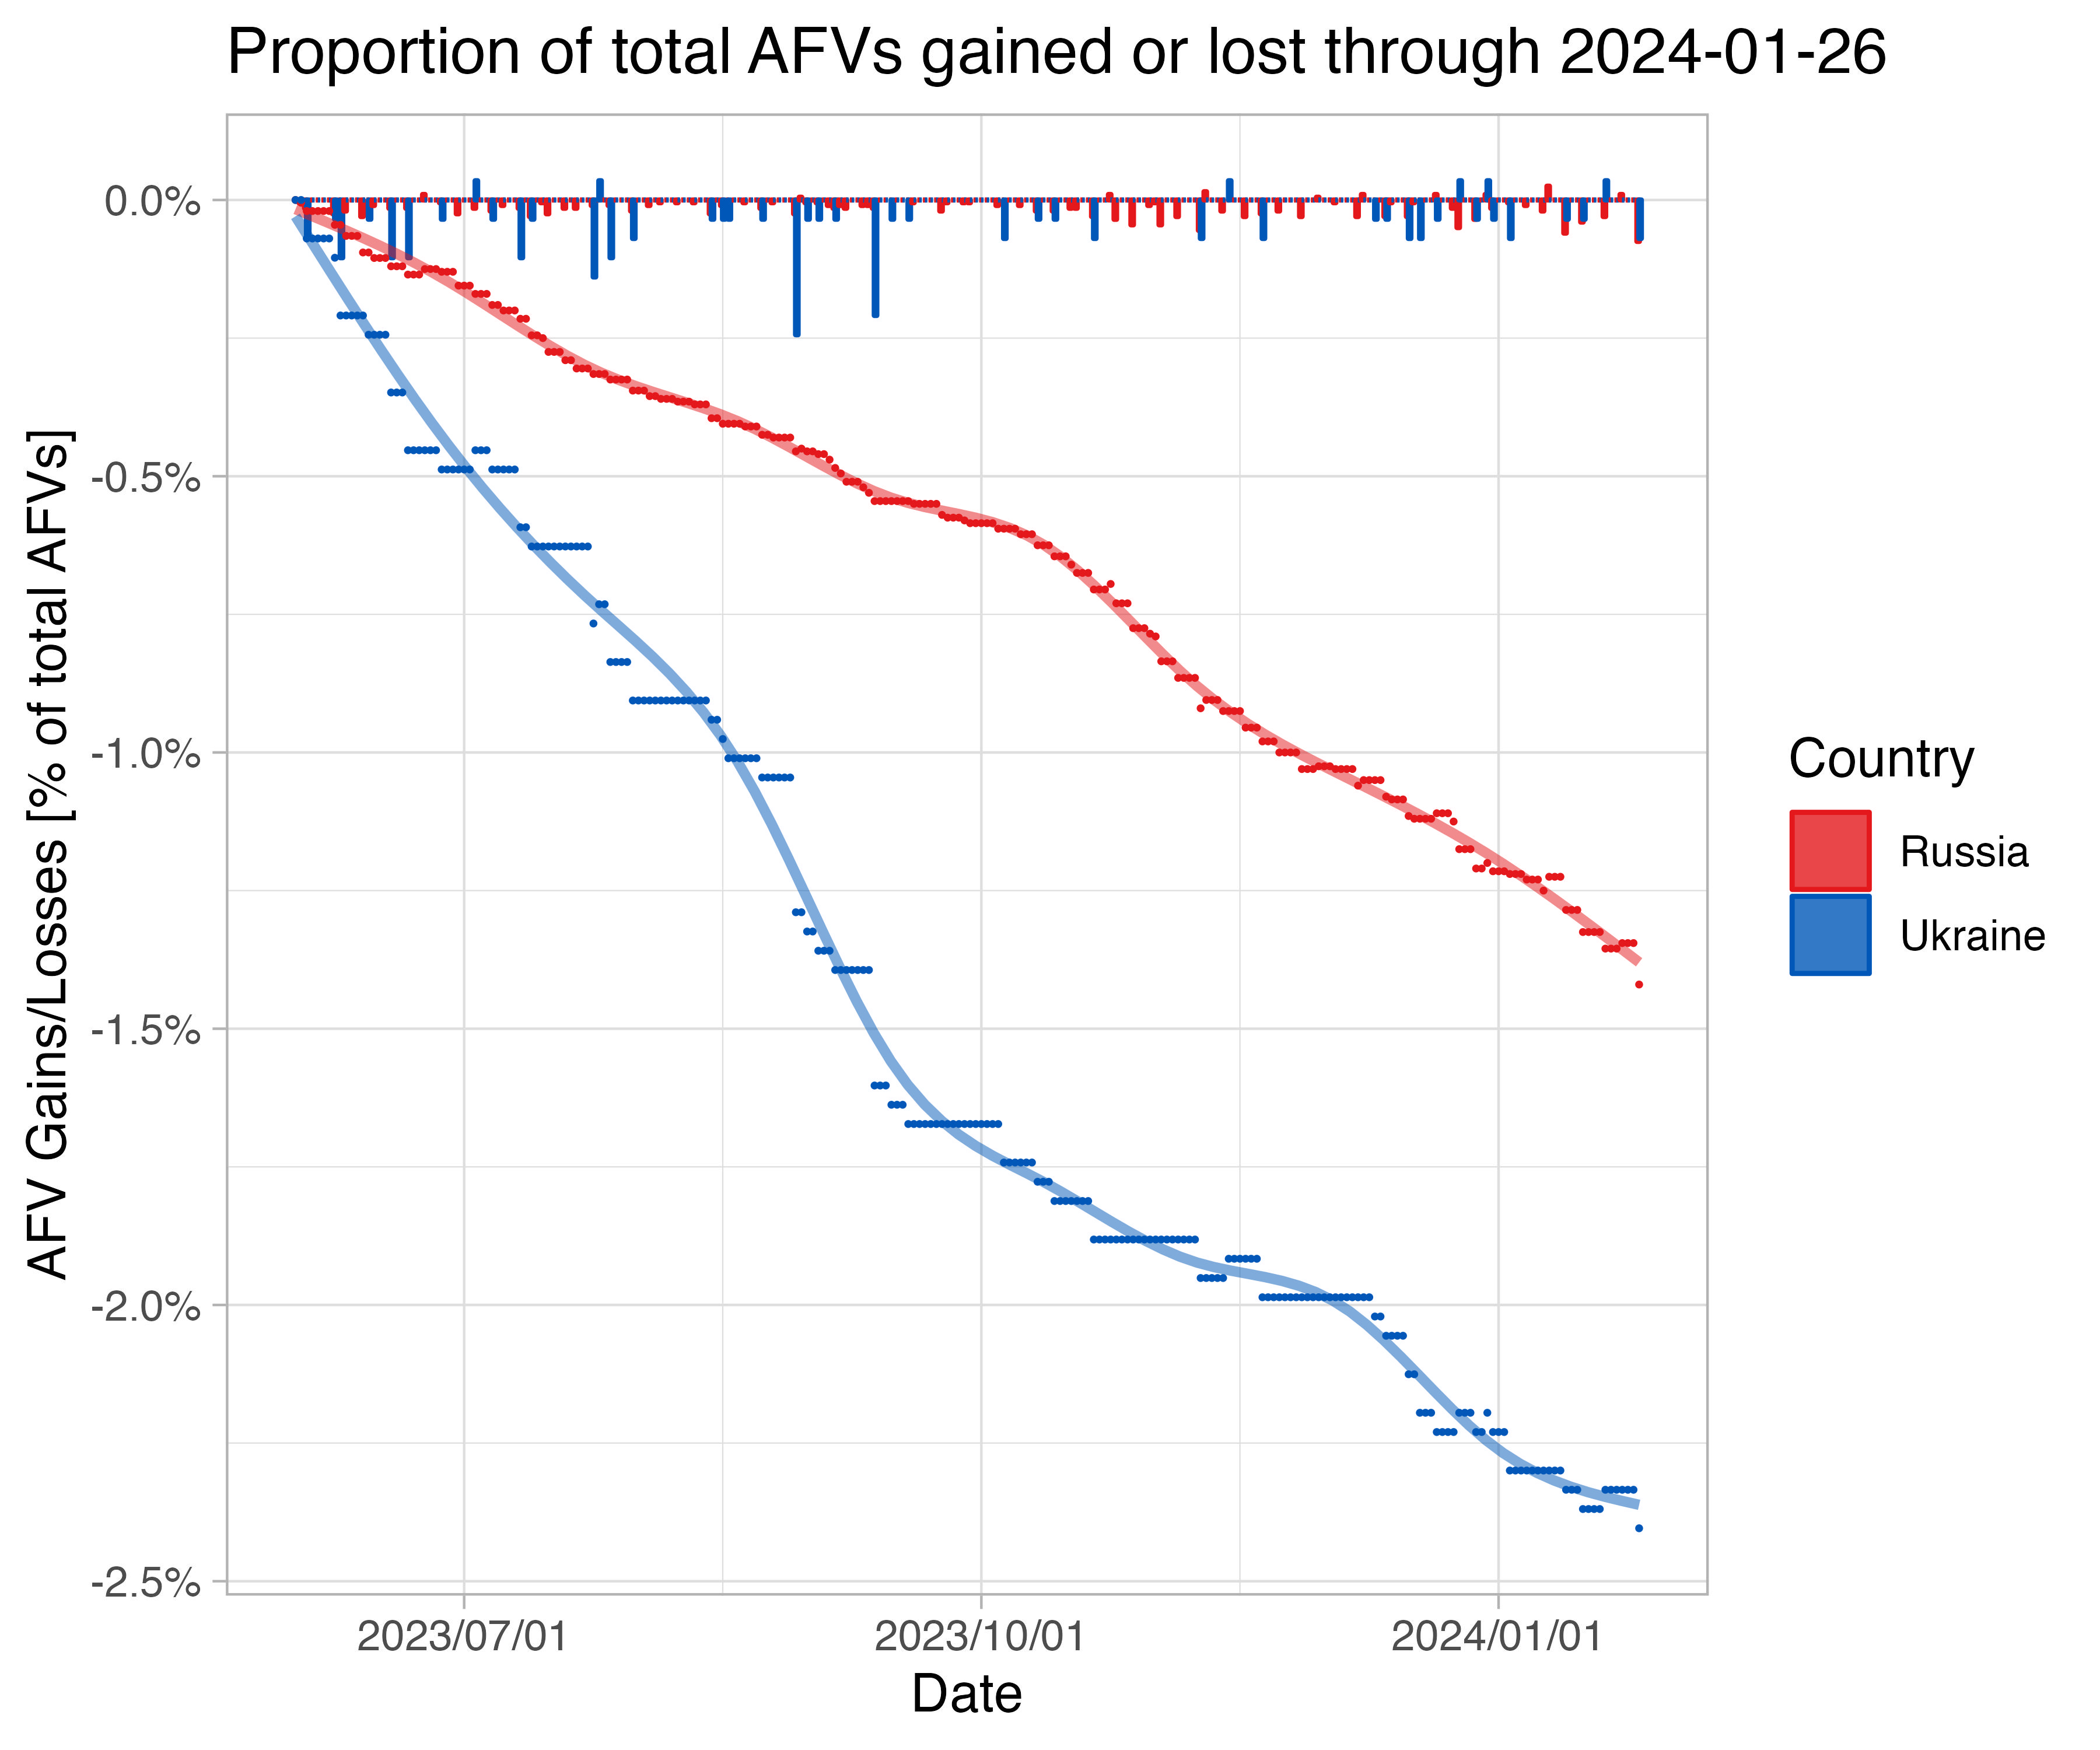 Proportion of total AFVs gained or lost through 2024-01-26
AFV Gains/Losses [% of total AFVs]
0.0%
-0.5%
-1.0%
-1.5%
-2.0%
-2.5%
2023/07/01
2023/10/01
2024/01/01
Date
Country
Russia
Ukraine